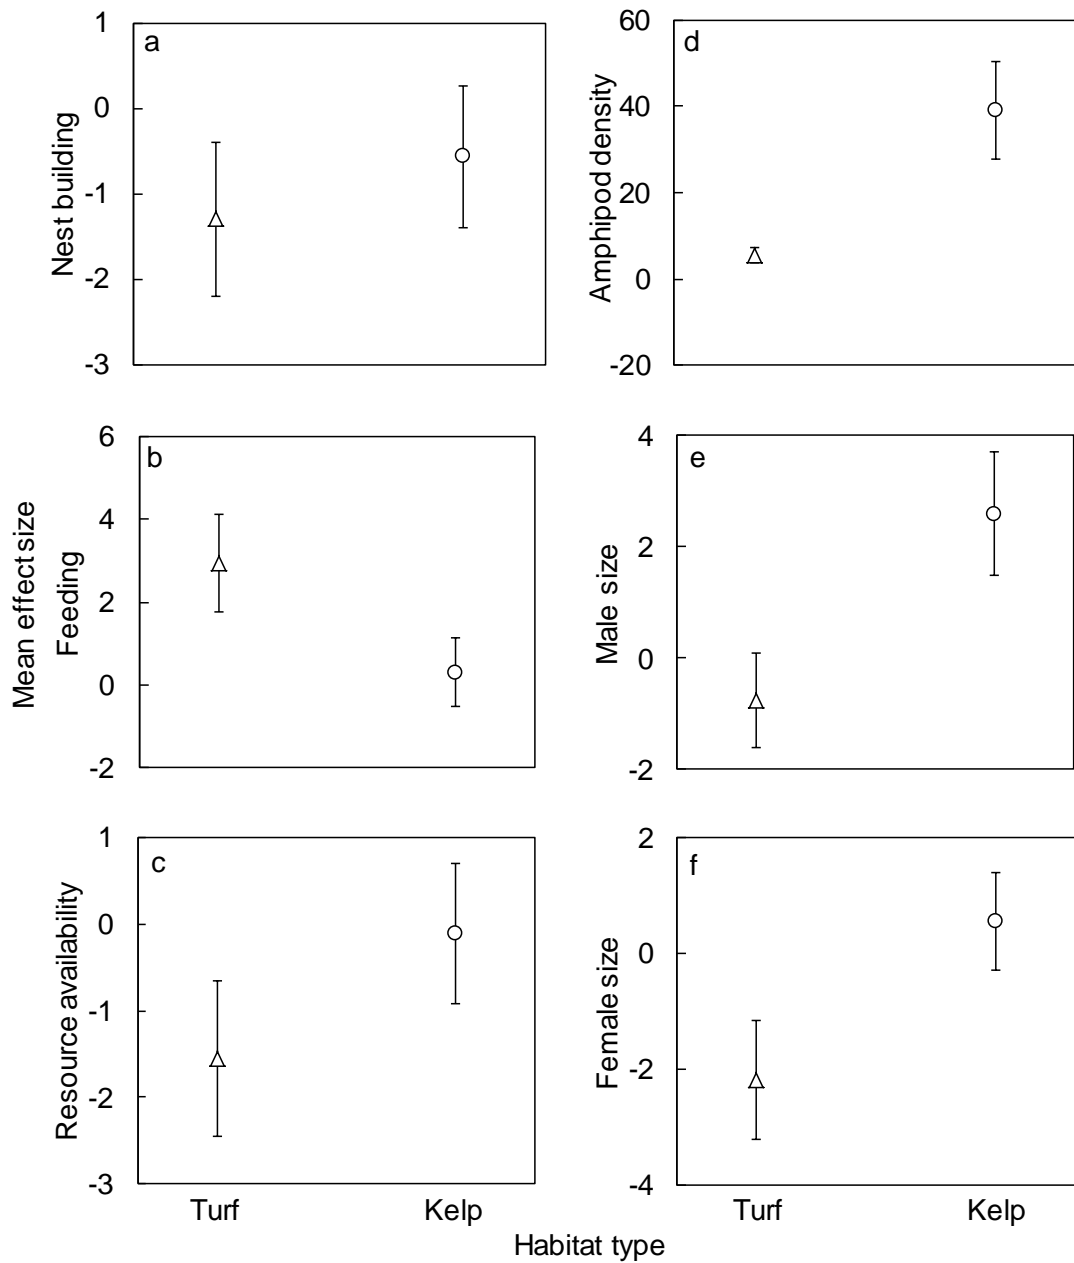 a
Nest building
1
0
-1
-2
-3
d
Amphipod density
60
40
20
0
-20
Mean effect size
b
Feeding
6
4
2
0
-2
e
Male size
4
2
0
-2
c
Resource availability
1
0
-1
-2
-3
Turf
Kelp
f
Female size
2
0
-2
-4
Turf
Kelp
Habitat type